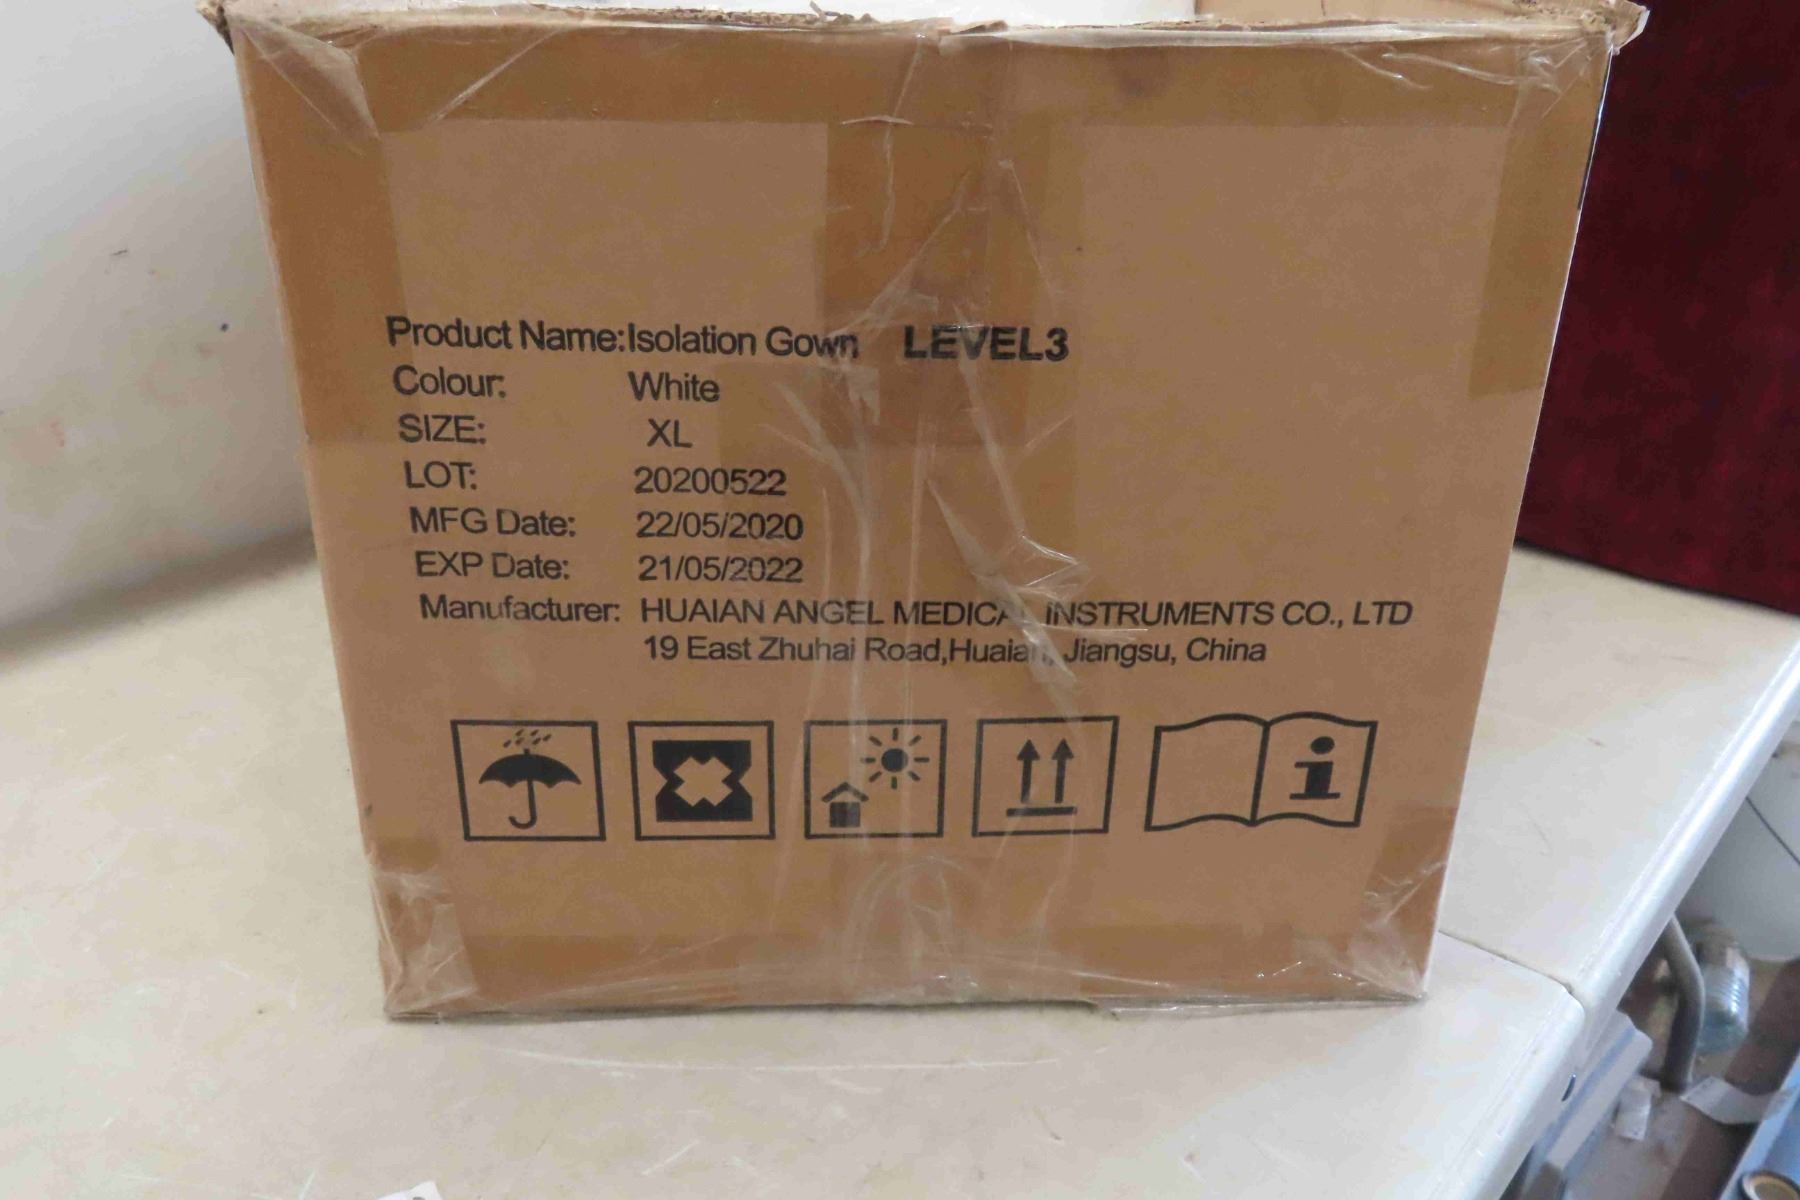 Product Name:Isolation Gown LEVEL3
Colour: White
SIZE: XL
LOT: 20200522
MFG Date: 22/05/2020
EXP Date: 21/05/2022
Manufacturer: HUAIAN ANGEL MEDICAL INSTRUMENTS CO., LTD
19 East Zhuhai Road,Huaian, Jiangsu, China
i